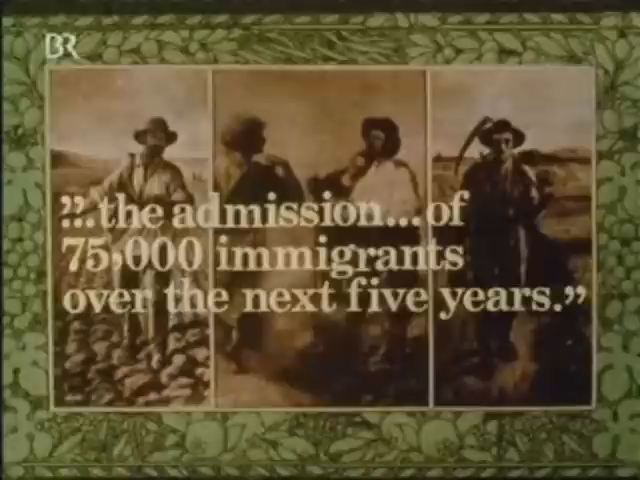 BR
”...the admission...of
75,000 immigrants
over the next five years.”